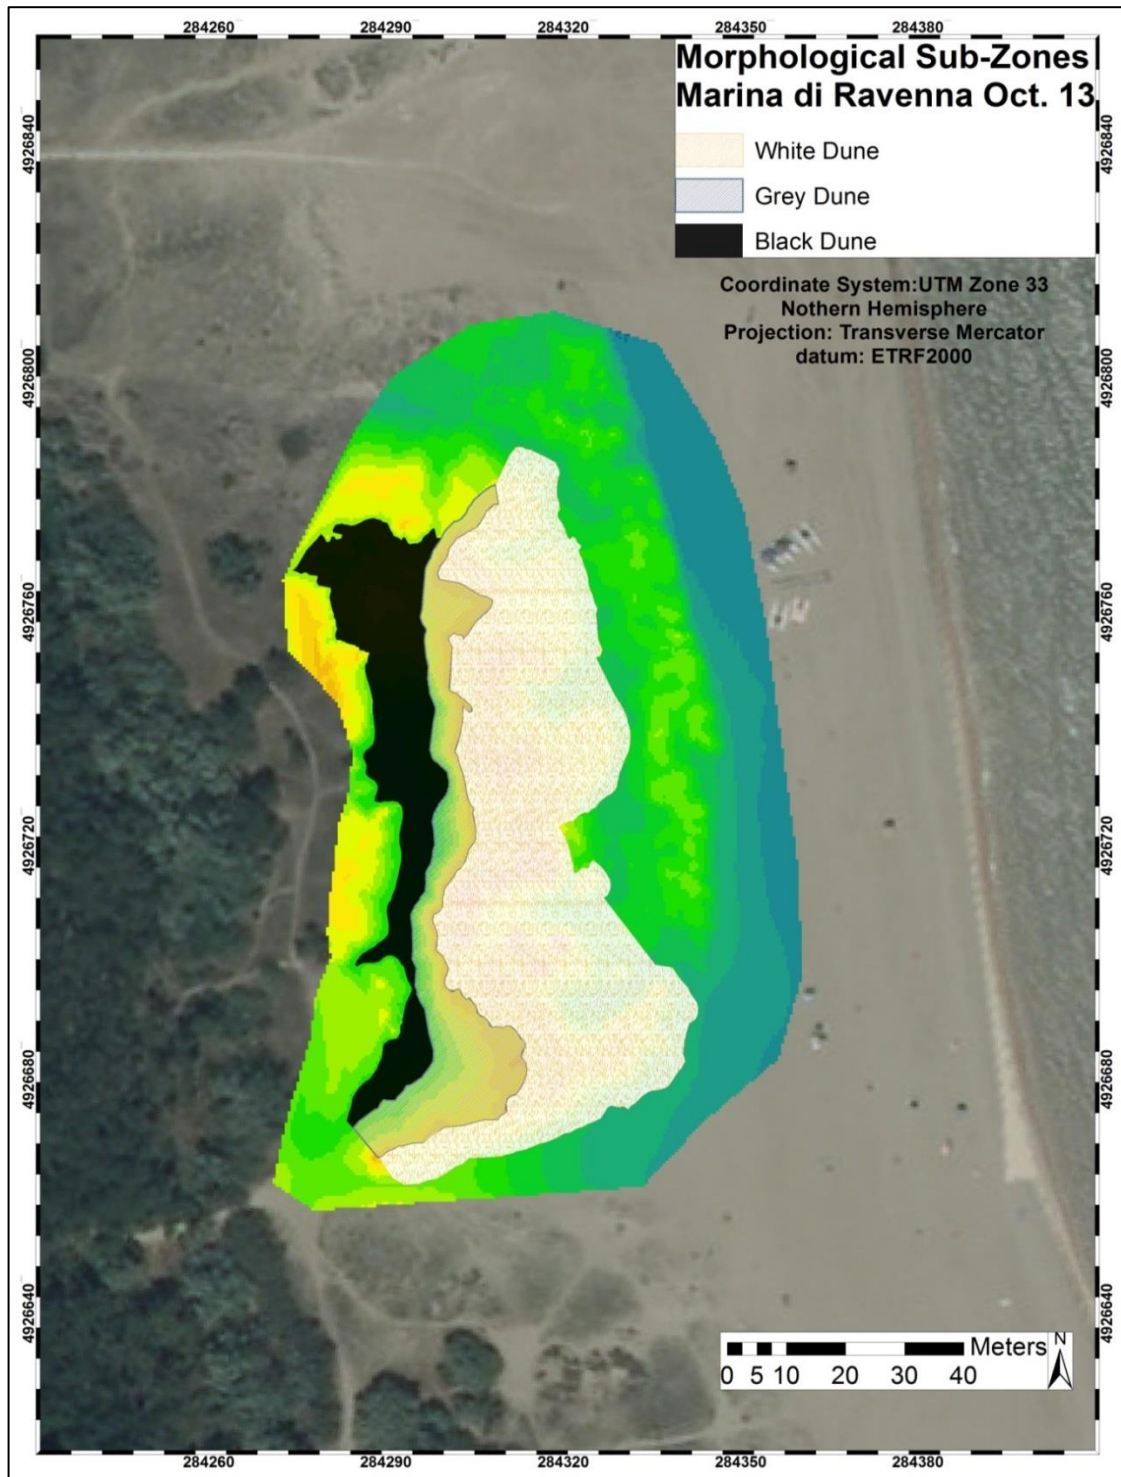 284260 284290 284320 284350 284380
Morphological Sub-Zones
Marina di Ravenna Oct. 13
White Dune
Grey Dune
Black Dune
Coordinate System:UTM Zone 33
Nothern Hemisphere
Projection: Transverse Mercator
datum: ETRF2000
4926840 4926840
4926800 4926800
4926760 4926760
4926720 4926720
4926680 4926680
4926640 4926640
Meters N
0 5 10 20 30 40
284260 284290 284320 284350 284380